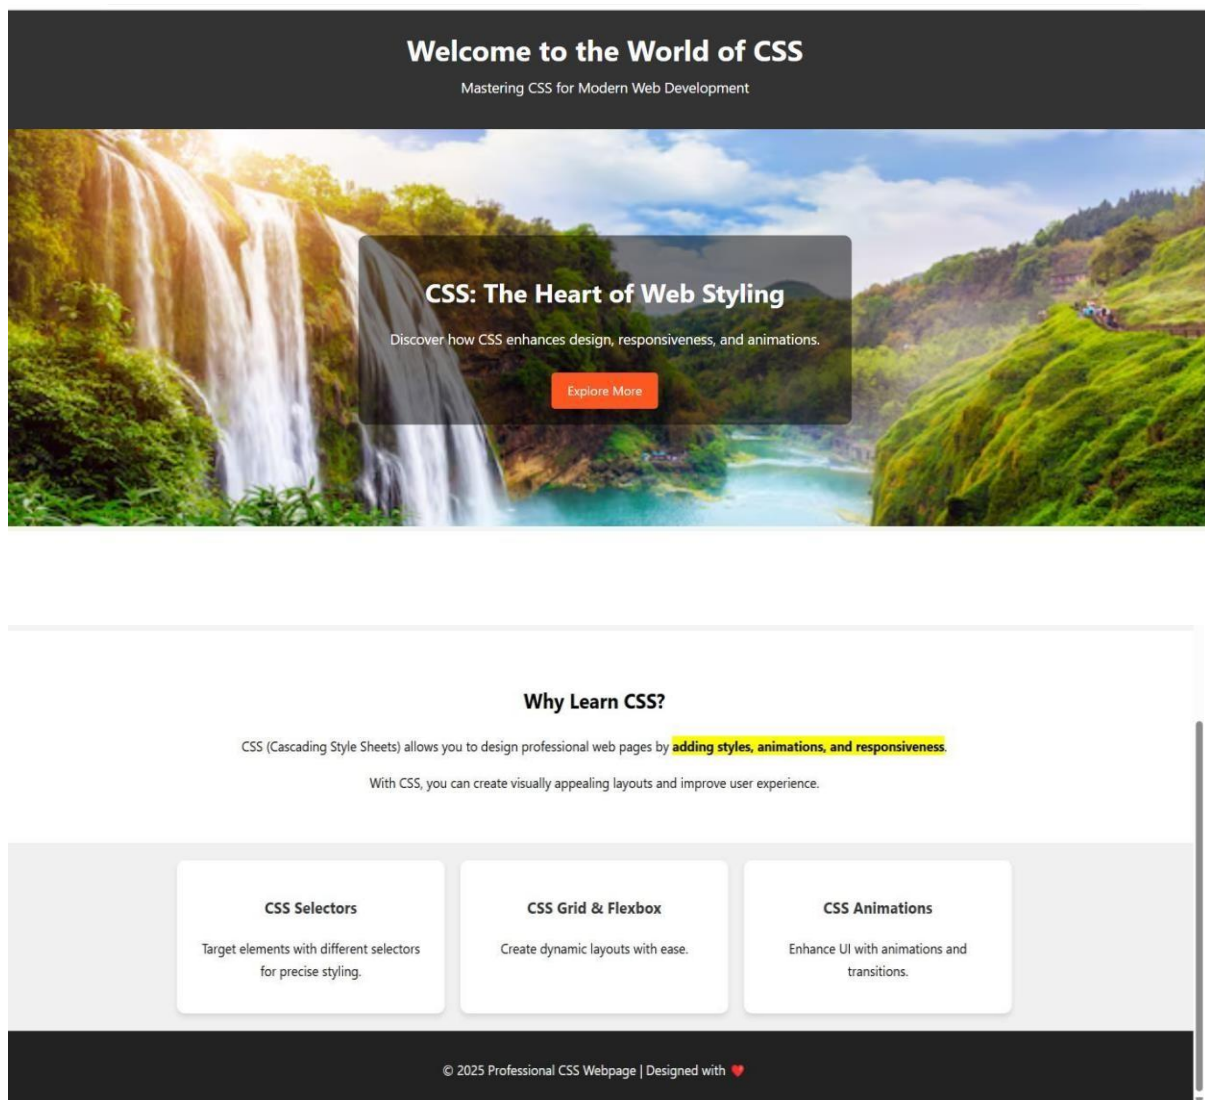 Welcome to the World of CSS
Mastering CSS for Modern Web Development
CSS: The Heart of Web Styling
Discover how CSS enhances design, responsiveness, and animations.
Explore More
Why Learn CSS?
CSS (Cascading Style Sheets) allows you to design professional web pages by adding styles, animations, and responsiveness.
With CSS, you can create visually appealing layouts and improve user experience.
CSS Selectors
Target elements with different selectors
for precise styling.
CSS Grid & Flexbox
Create dynamic layouts with ease.
CSS Animations
Enhance UI with animations and
transitions.
© 2025 Professional CSS Webpage | Designed with ❤️